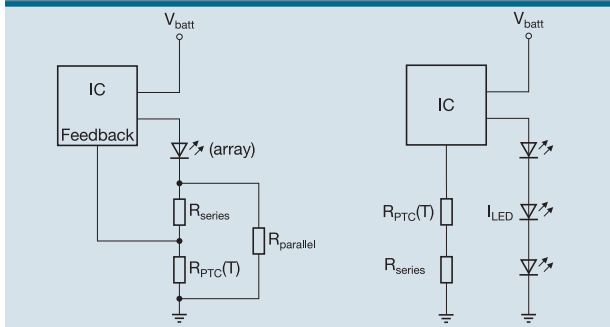 V_batt
IC
Feedback
(array)
R_series
R_parallel
R_PTC(T)
V_batt
IC
R_PTC(T)
I_LED
R_series